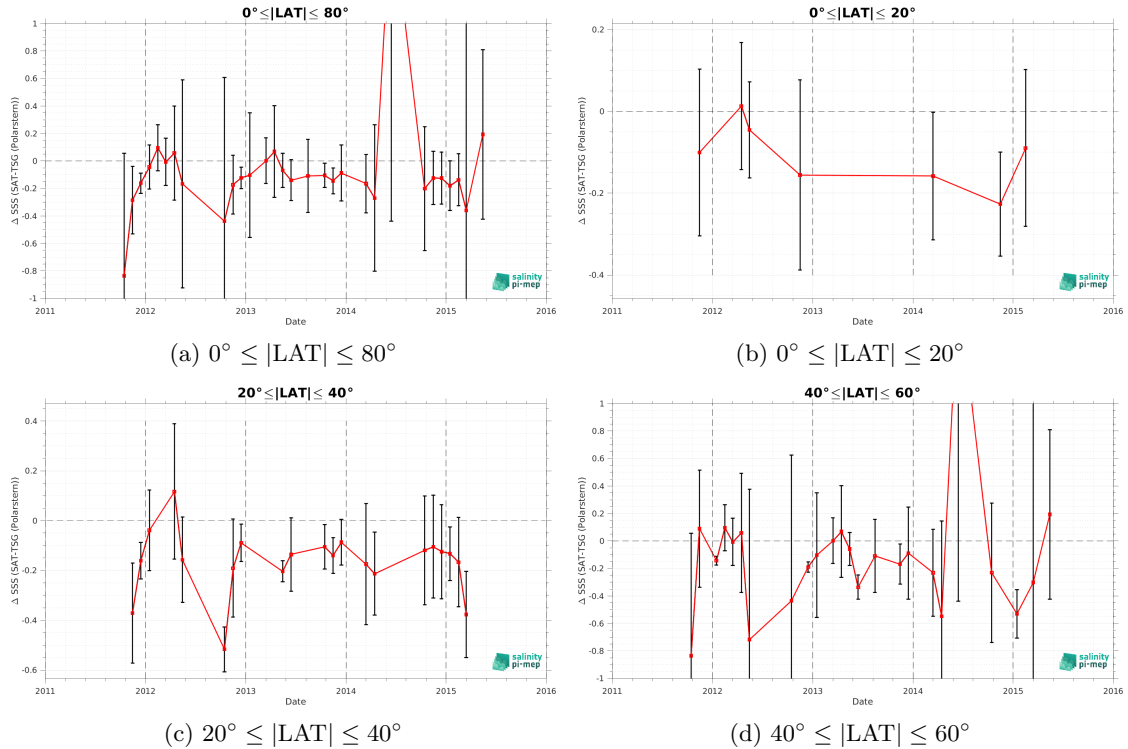 0°≤|LAT|≤ 80°
1
0.8
0.6
0.4
0.2
0
-0.2
-0.4
-0.6
-0.8
-1
Δ SSS (SAT-TSG (Polarstern))
2011
2012
2013
2014
2015
2016
Date
salinity
pi-mep
(a) 0° ≤ |LAT| ≤ 80°
0°≤|LAT|≤ 20°
0.2
0
-0.2
-0.4
Δ SSS (SAT-TSG (Polarstern))
2011
2012
2013
2014
2015
2016
Date
salinity
pi-mep
(b) 0° ≤ |LAT| ≤ 20°
20°≤|LAT|≤ 40°
0.4
0.2
0
-0.2
-0.4
-0.6
Δ SSS (SAT-TSG (Polarstern))
2011
2012
2013
2014
2015
2016
Date
salinity
pi-mep
(c) 20° ≤ |LAT| ≤ 40°
40°≤|LAT|≤ 60°
1
0.8
0.6
0.4
0.2
0
-0.2
-0.4
-0.6
-0.8
-1
Δ SSS (SAT-TSG (Polarstern))
2011
2012
2013
2014
2015
2016
Date
salinity
pi-mep
(d) 40° ≤ |LAT| ≤ 60°